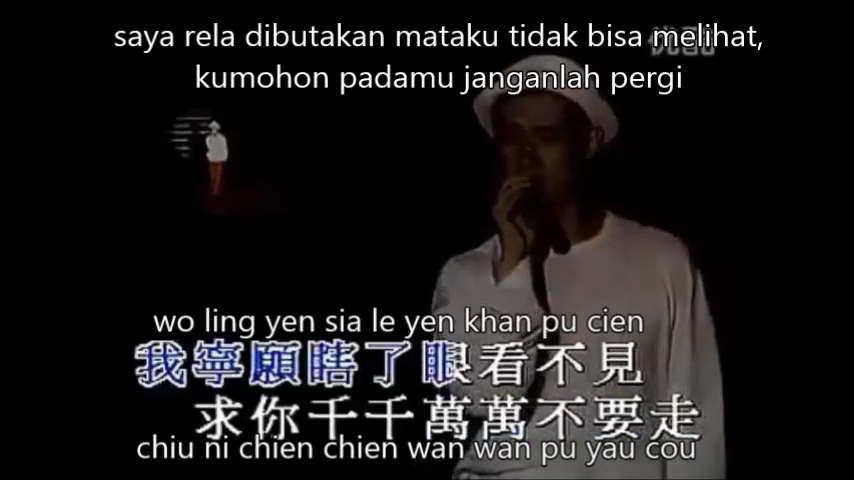 saya rela dibutakan mataku tidak bisa melihat,
kumohon padamu janganlah pergi
wo ling yen sia le yen khan pu cien
我寧願瞎了眼看不見
求你千千萬萬不要走
chiu ni chien chien wan wan pu yau cou